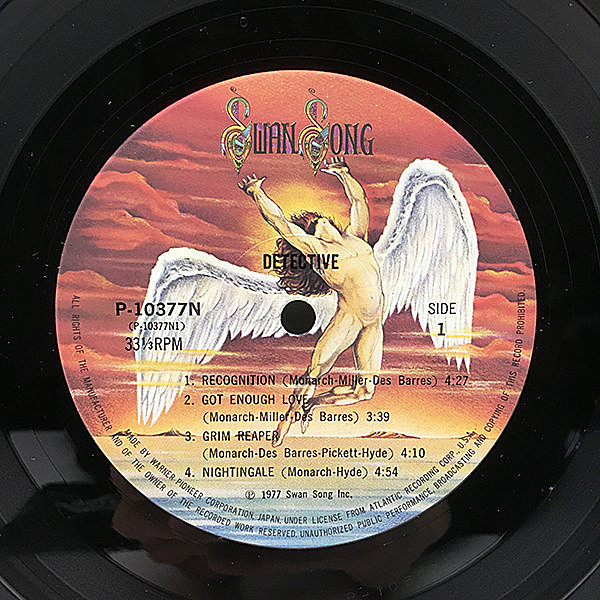 SWAN SONG
DETECTIVE
P-10377N
(P-10377N1)
33⅓RPM
SIDE
1
1. RECOGNITION (Monarch-Miller-Des Barres) 4:27
2. GOT ENOUGH LOVE
(Monarch-Miller-Des Barres) 3:39
3. GRIM REAPER
(Monarch-Des Barres-Pickett-Hyde) 4:10
4. NIGHTINGALE (Monarch-Hyde) 4:54
℗ 1977 Swan Song Inc.
MADE BY WARNER-PIONEER CORPORATION, JAPAN, UNDER LICENSE FROM ATLANTIC RECORDING CORP., U.S.A.
ALL RIGHTS OF THE MANUFACTURER AND OF THE OWNER OF THE RECORDED WORK RESERVED. UNAUTHORIZED PUBLIC PERFORMANCE, BROADCASTING AND COPYING OF THIS RECORD PROHIBITED.